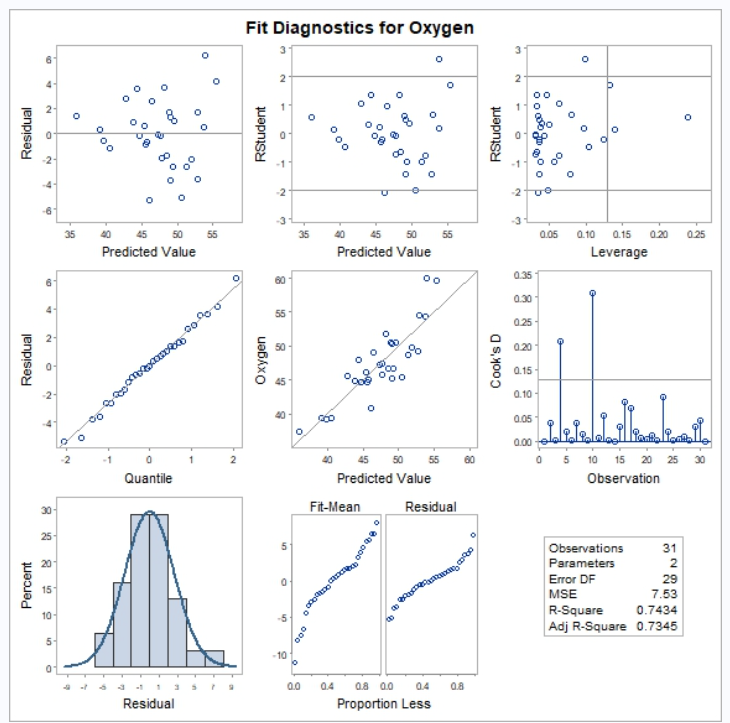 Fit Diagnostics for Oxygen
Residual
6
4
2
0
-2
-4
-6
35 40 45 50 55
Predicted Value
RStudent
3
2
1
0
-1
-2
-3
35 40 45 50 55
Predicted Value
RStudent
3
2
1
0
-1
-2
-3
0.05 0.10 0.15 0.20 0.25
Leverage
Residual
6
4
2
0
-2
-4
-2 -1 0 1 2
Quantile
Oxygen
60
55
50
45
40
40 45 50 55 60
Predicted Value
Cook's D
0.35
0.30
0.25
0.20
0.15
0.10
0.05
0.00
0 5 10 15 20 25 30
Observation
Percent
30
25
20
15
10
5
0
-9 -7 -5 -3 -1 1 3 5 7 9
Residual
Fit-Mean Residual
5
0
-5
-10
0.0 0.4 0.8 0.0 0.4 0.8
Proportion Less
Observations 31
Parameters 2
Error DF 29
MSE 7.53
R-Square 0.7434
Adj R-Square 0.7345